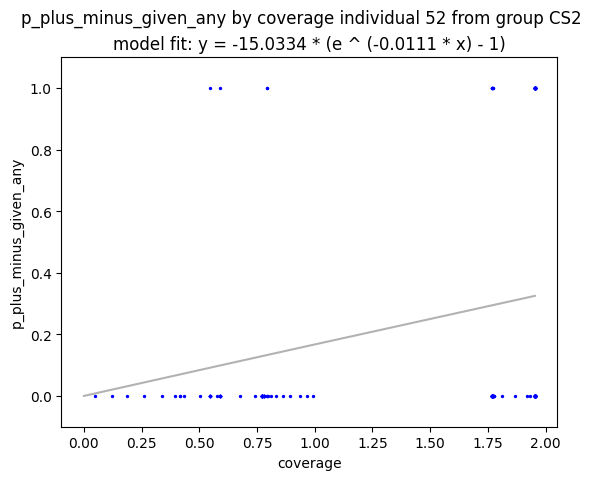 p_plus_minus_given_any by coverage individual 52 from group CS2
model fit: y = -15.0334 * (e ^ (-0.0111 * x) - 1)
1.0
0.8
0.6
0.4
0.2
0.0
p_plus_minus_given_any
0.00 0.25 0.50 0.75 1.00 1.25 1.50 1.75 2.00
coverage